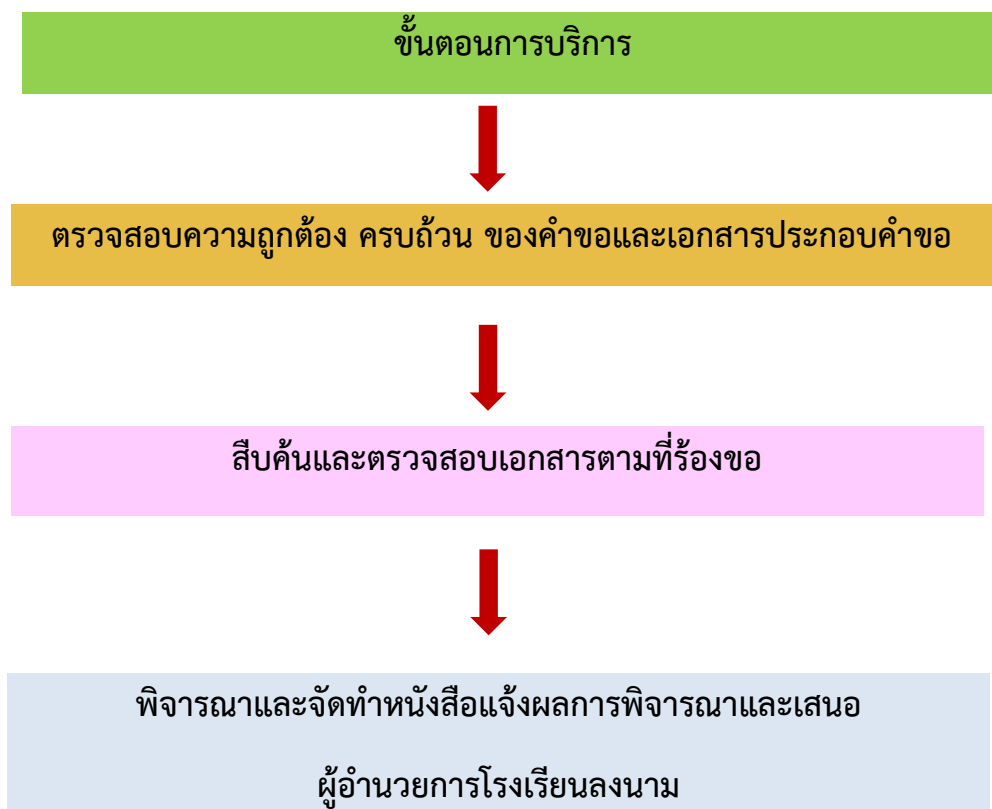 ขั้นตอนการบริการ
ตรวจสอบความถูกต้อง ครบถ้วน ของคำขอและเอกสารประกอบคำขอ
สืบค้นและตรวจสอบเอกสารตามที่ร้องขอ
พิจารณาและจัดทำหนังสือแจ้งผลการพิจารณาและเสนอ
ผู้อำนวยการโรงเรียนลงนาม